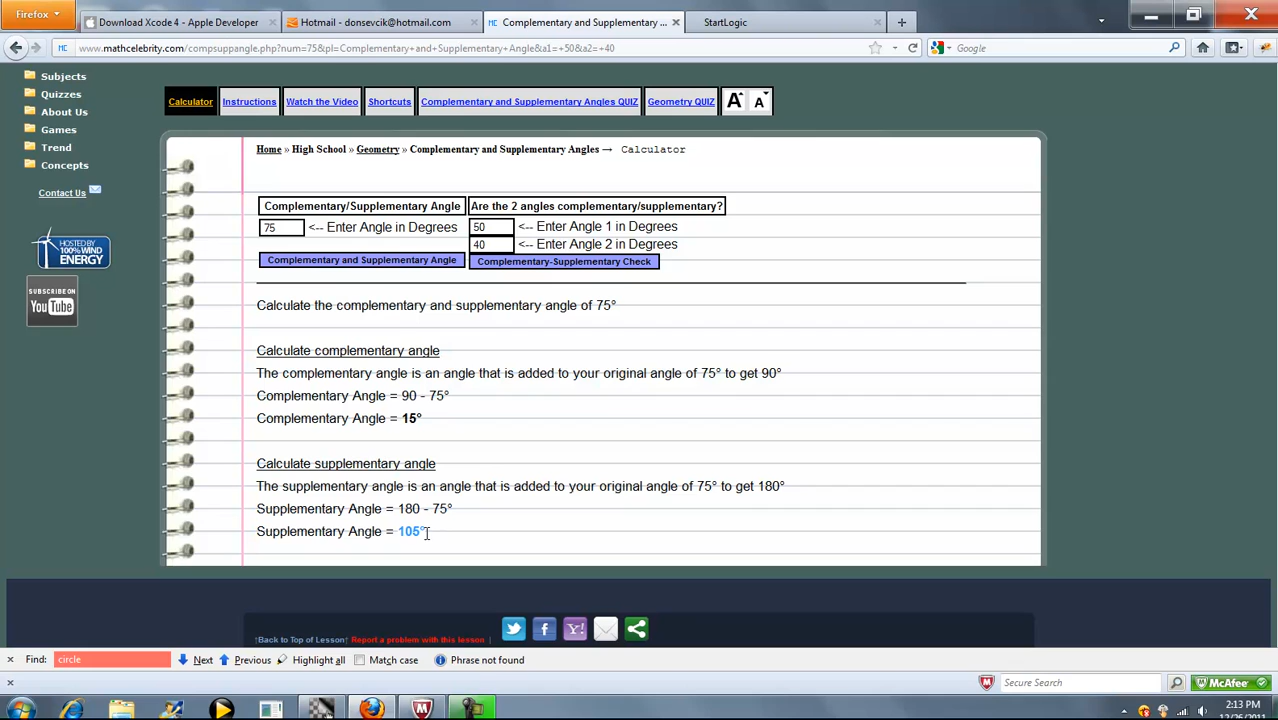 Firefox
Download Xcode 4 - Apple Developer
Hotmail - donsevcik@hotmail.com
Complementary and Supplementary ...
StartLogic
www.mathcelebrity.com/compsuppangle.php?num=75&pl=Complementary+and+Supplementary+Angle&a1=+50&a2=+40
Google
Subjects
Quizzes
About Us
Games
Trend
Concepts
Contact Us
HOSTED BY
100% WIND
ENERGY
SUBSCRIBE ON
You Tube
Calculator
Instructions
Watch the Video
Shortcuts
Complementary and Supplementary Angles QUIZ
Geometry QUIZ
A A
Home » High School » Geometry » Complementary and Supplementary Angles → Calculator
Complementary/Supplementary Angle
Are the 2 angles complementary/supplementary?
75 <-- Enter Angle in Degrees
50 <-- Enter Angle 1 in Degrees
40 <-- Enter Angle 2 in Degrees
Complementary and Supplementary Angle
Complementary-Supplementary Check
Calculate the complementary and supplementary angle of 75°
Calculate complementary angle
The complementary angle is an angle that is added to your original angle of 75° to get 90°
Complementary Angle = 90 - 75°
Complementary Angle = 15°
Calculate supplementary angle
The supplementary angle is an angle that is added to your original angle of 75° to get 180°
Supplementary Angle = 180 - 75°
Supplementary Angle = 105°
↑Back to Top of Lesson↑ Report a problem with this lesson |
Find: circle Next Previous Highlight all Match case Phrase not found
Secure Search
McAfee
2:13 PM
12/26/2011